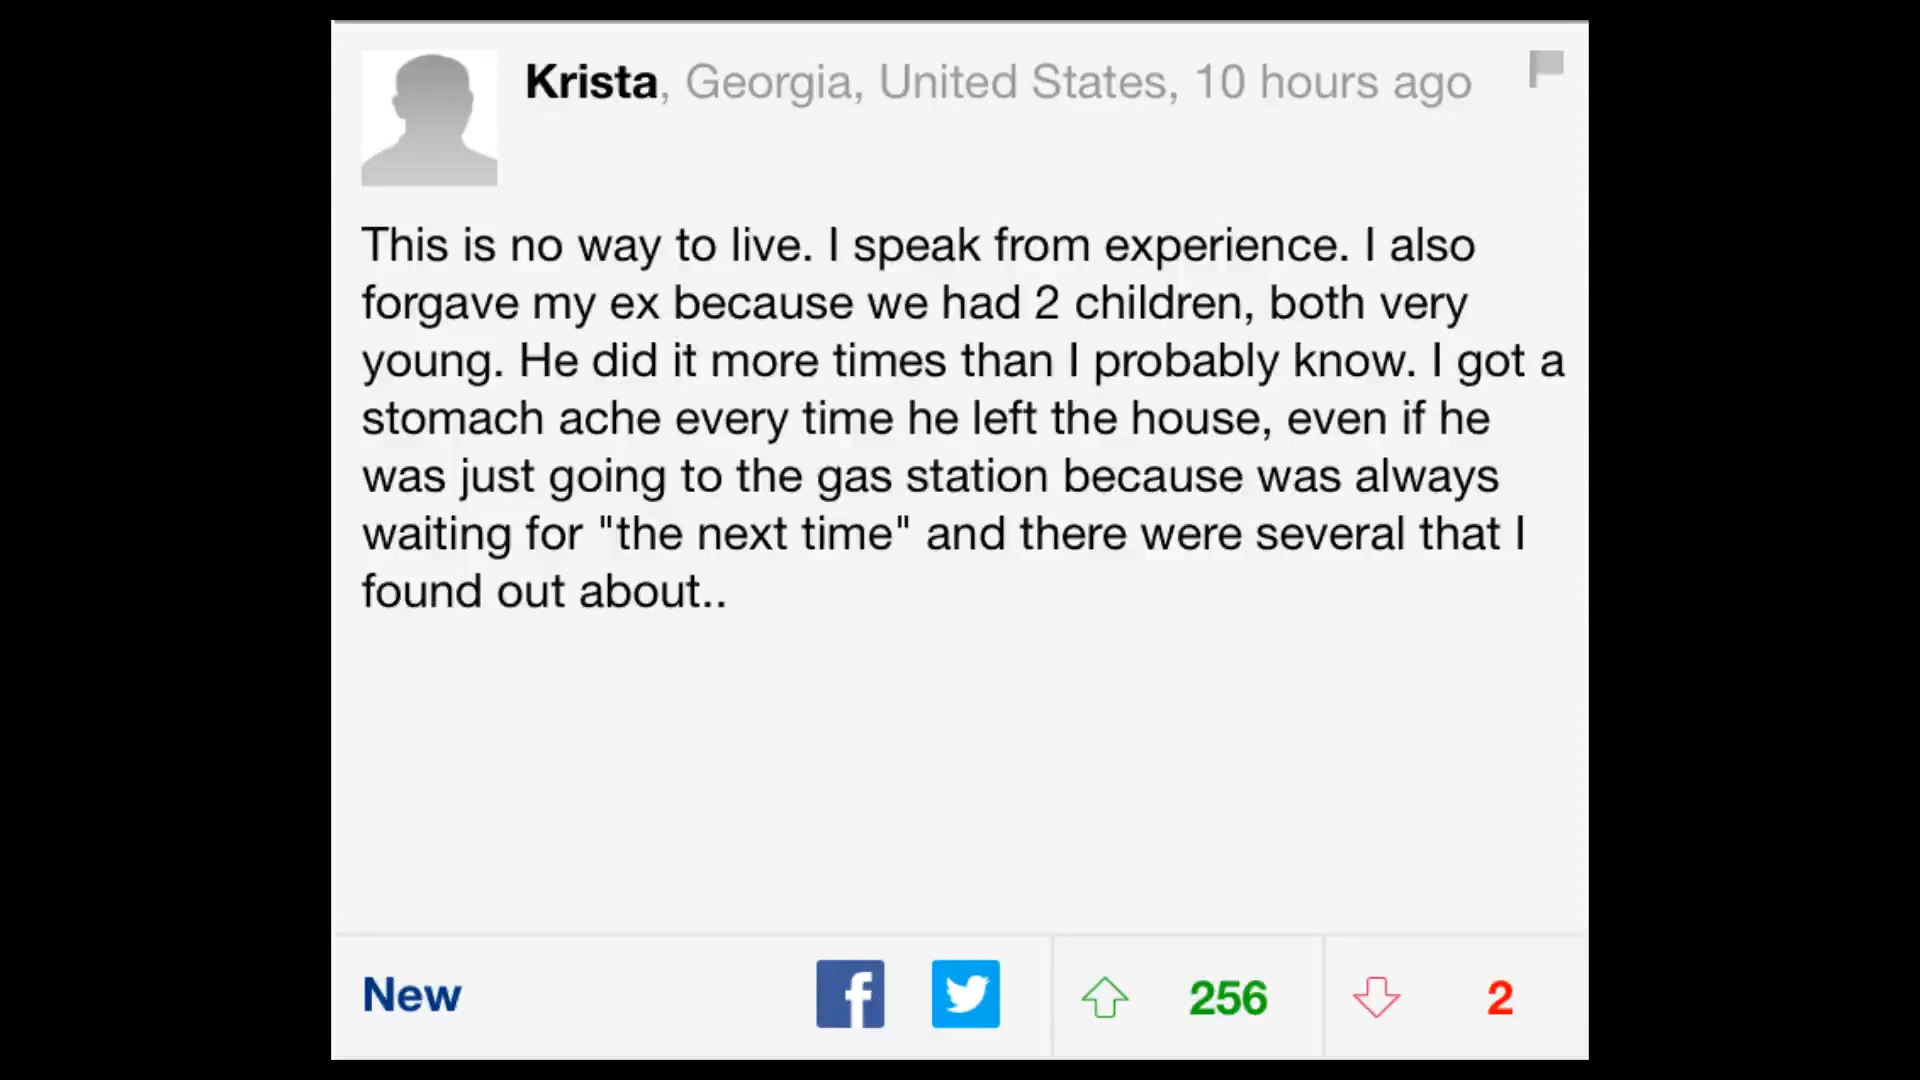 Krista, Georgia, United States, 10 hours ago
This is no way to live. I speak from experience. I also
forgave my ex because we had 2 children, both very
young. He did it more times than I probably know. I got a
stomach ache every time he left the house, even if he
was just going to the gas station because was always
waiting for "the next time" and there were several that I
found out about..
New 256 2